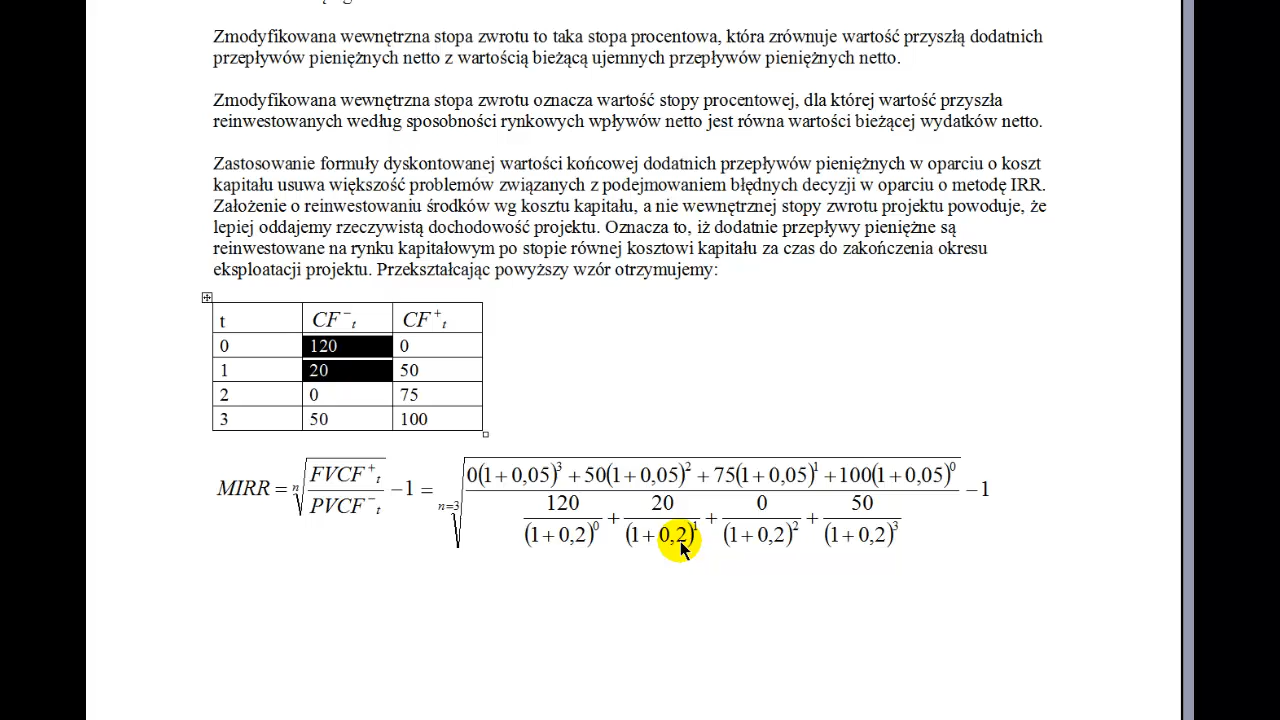 Zmodyfikowana wewnętrzna stopa zwrotu to taka stopa procentowa, która zrównuje wartość przyszłą dodatnich
przepływów pieniężnych netto z wartością bieżącą ujemnych przepływów pieniężnych netto.
Zmodyfikowana wewnętrzna stopa zwrotu oznacza wartość stopy procentowej, dla której wartość przyszła
reinwestowanych według sposobności rynkowych wpływów netto jest równa wartości bieżącej wydatków netto.
Zastosowanie formuły dyskontowanej wartości końcowej dodatnich przepływów pieniężnych w oparciu o koszt
kapitału usuwa większość problemów związanych z podejmowaniem błędnych decyzji w oparciu o metodę IRR.
Założenie o reinwestowaniu środków wg kosztu kapitału, a nie wewnętrznej stopy zwrotu projektu powoduje, że
lepiej oddajemy rzeczywistą dochodowość projektu. Oznacza to, iż dodatnie przepływy pieniężne są
reinwestowane na rynku kapitałowym po stopie równej kosztowi kapitału za czas do zakończenia okresu
eksploatacji projektu. Przekształcając powyższy wzór otrzymujemy:
t CF⁻ₜ CF⁺ₜ
0 120 0
1 20 50
2 0 75
3 50 100
MIRR = ⁿ√(FVCF⁺ₜ / PVCF⁻ₜ) − 1 = ⁿ⁼³√((0(1+0,05)³ + 50(1+0,05)² + 75(1+0,05)¹ + 100(1+0,05)⁰) / (120/(1+0,2)⁰ + 20/(1+0,2)¹ + 0/(1+0,2)² + 50/(1+0,2)³)) − 1